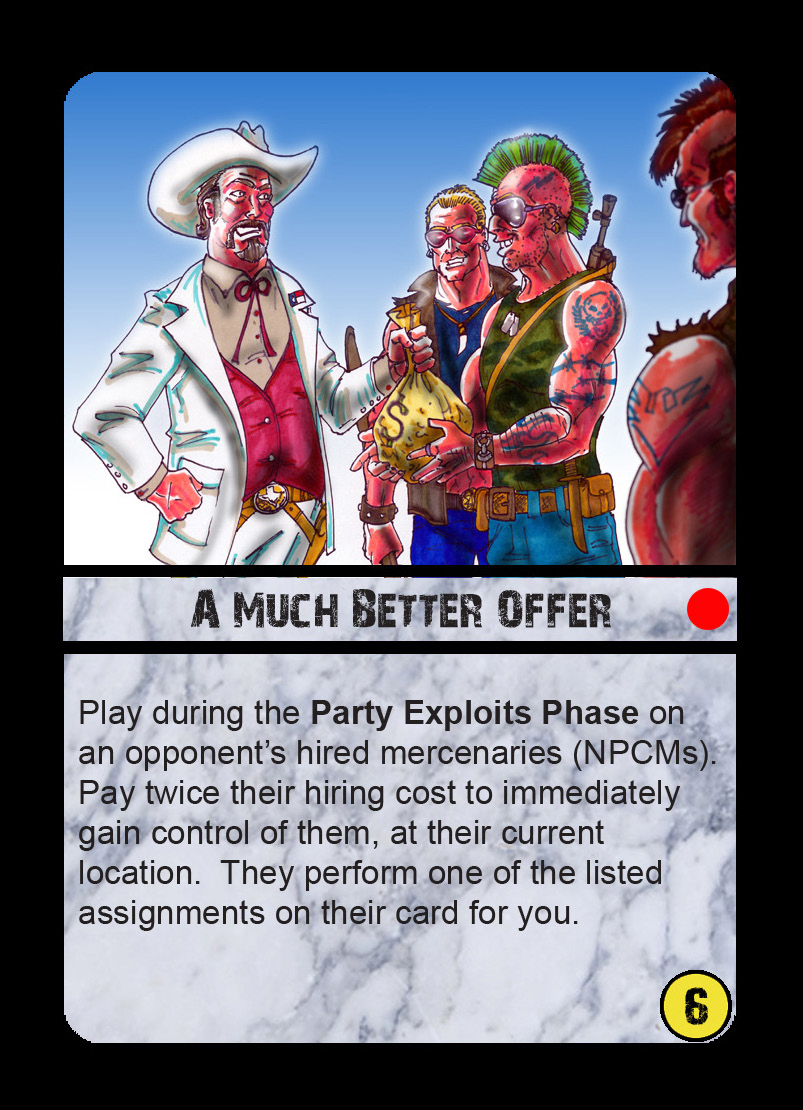 $
A Much Better Offer
Play during the Party Exploits Phase on
an opponent's hired mercenaries (NPCMs).
Pay twice their hiring cost to immediately
gain control of them, at their current
location.  They perform one of the listed
assignments on their card for you.
6